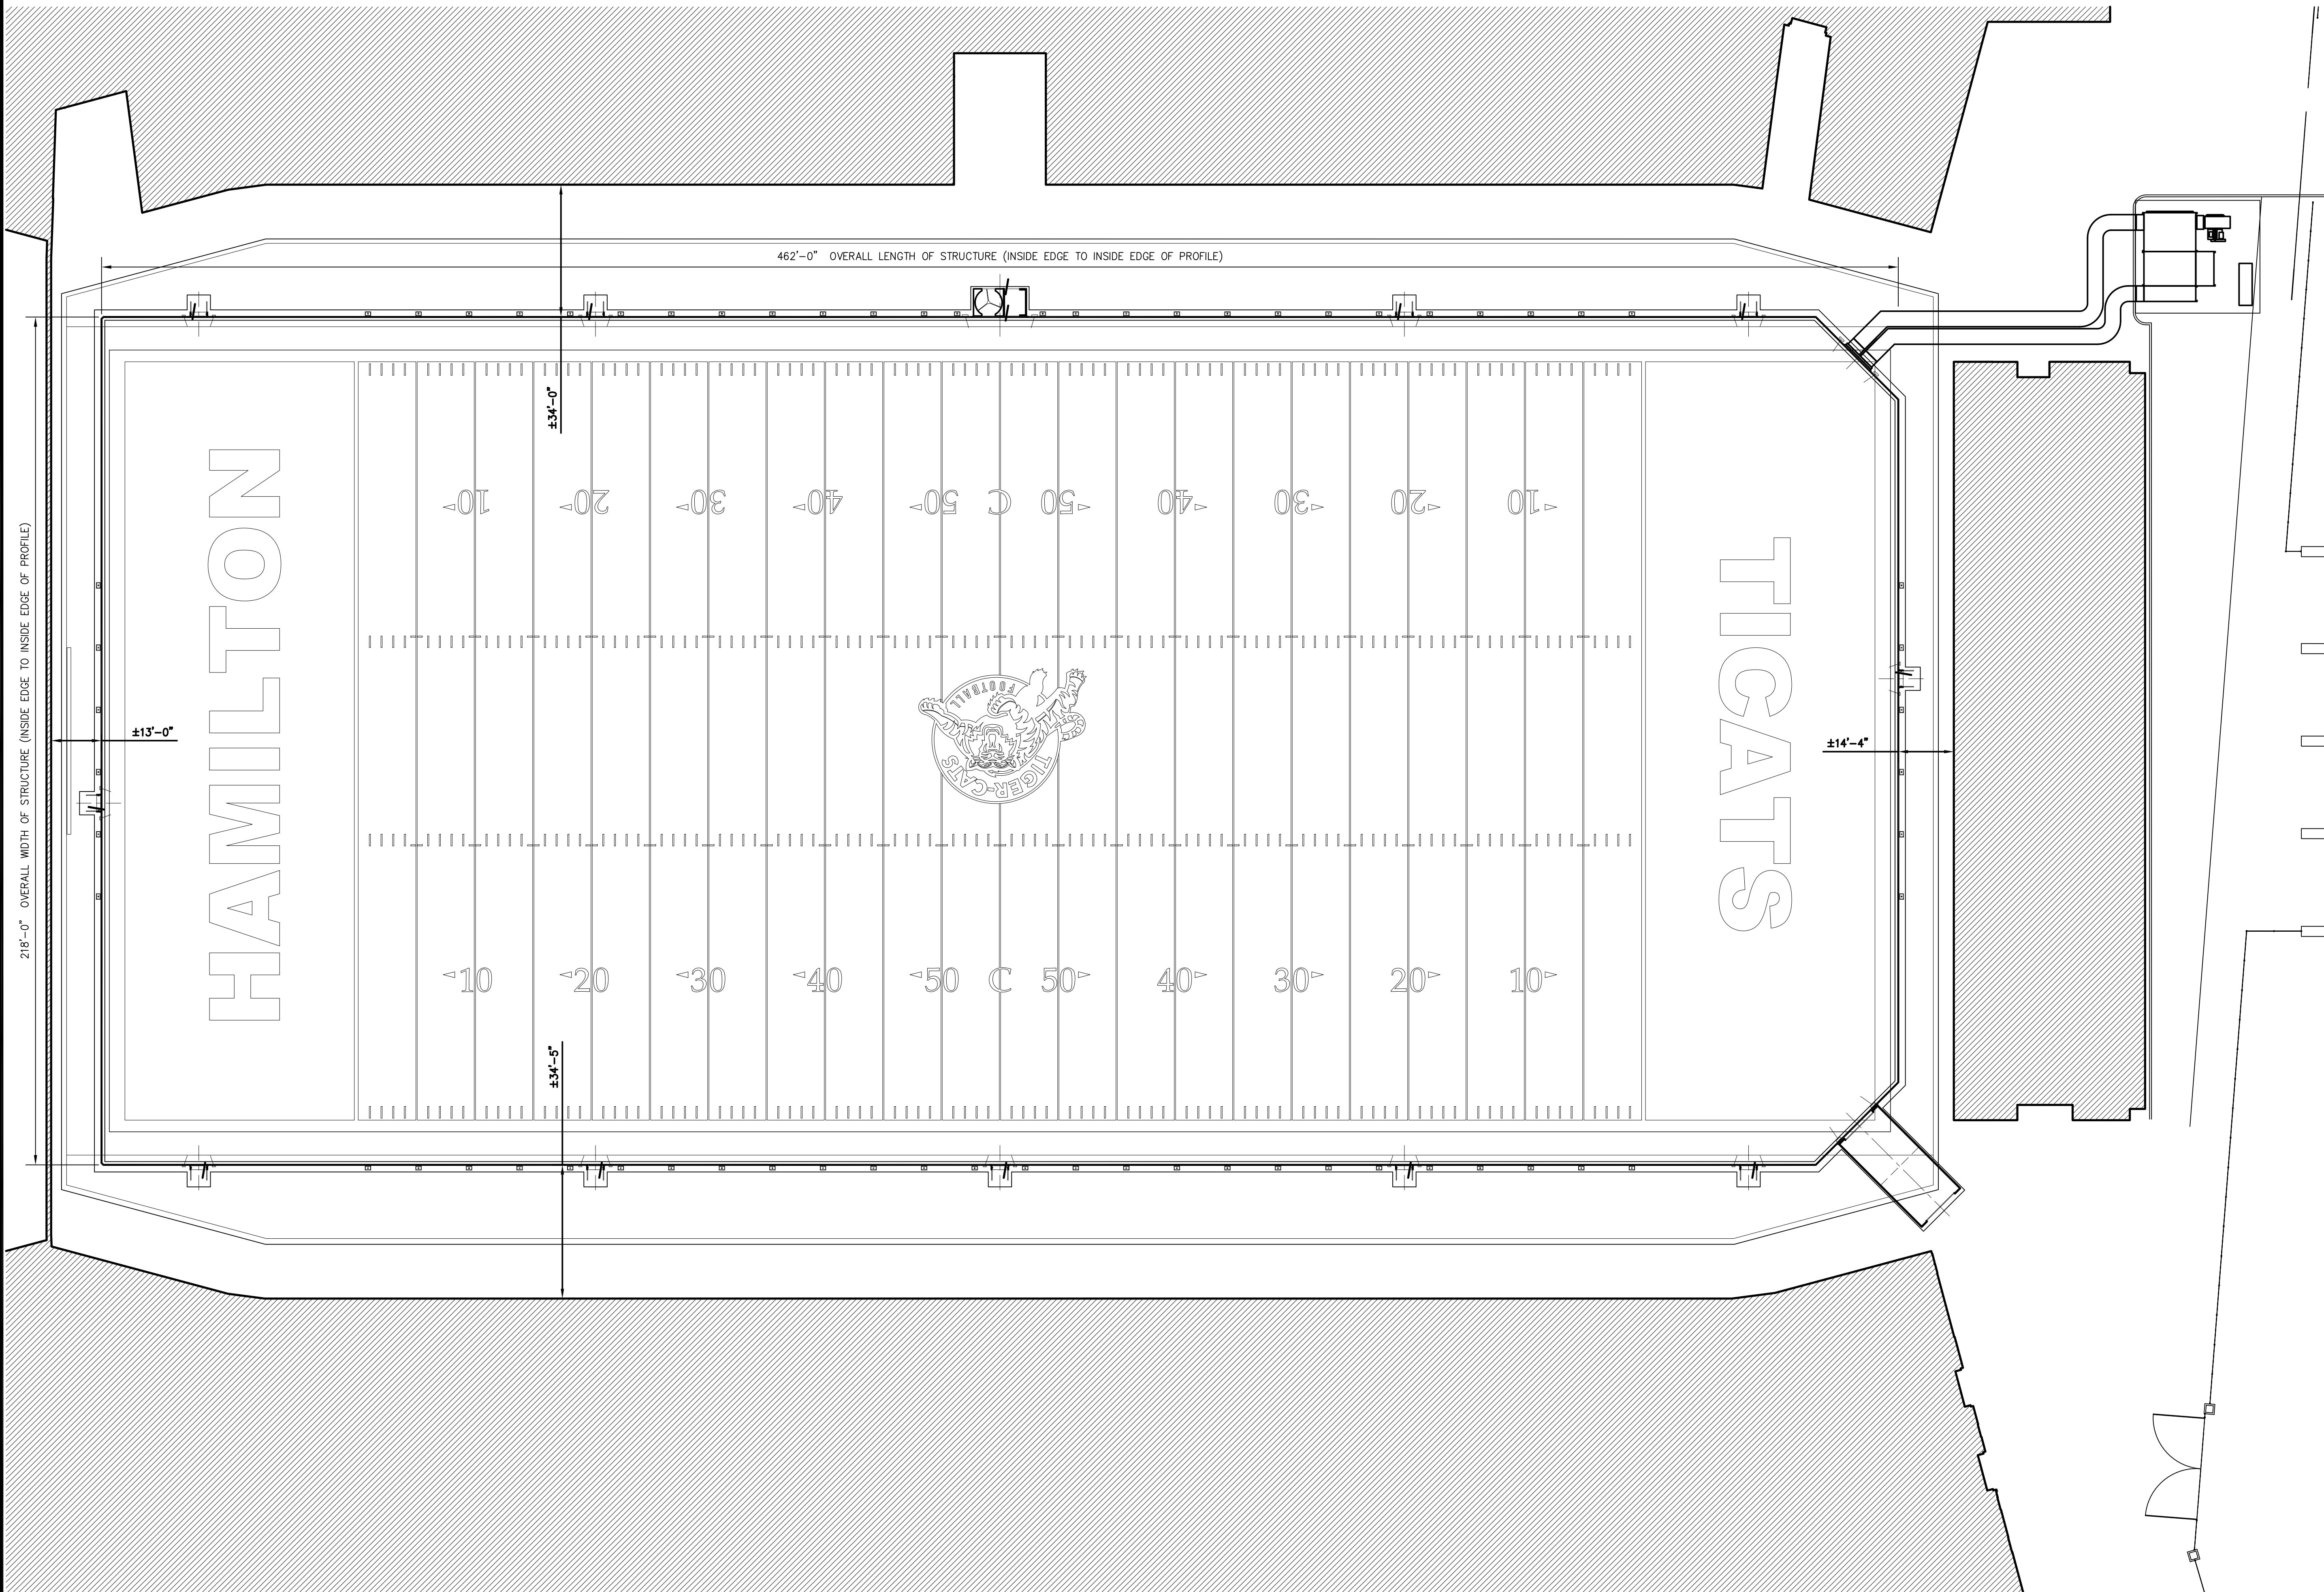 462'-0" OVERALL LENGTH OF STRUCTURE (INSIDE EDGE TO INSIDE EDGE OF PROFILE)
218'-0" OVERALL WIDTH OF STRUCTURE (INSIDE EDGE TO INSIDE EDGE OF PROFILE)
±34'-0"
10 20 30 40 50 C 50 40 30 20 10
HAMILTON
TICATS
FOOTBALL
TIGER-CATS
±13'-0"
±14'-4"
10 20 30 40 50 C 50 40 30 20 10
±34'-5"